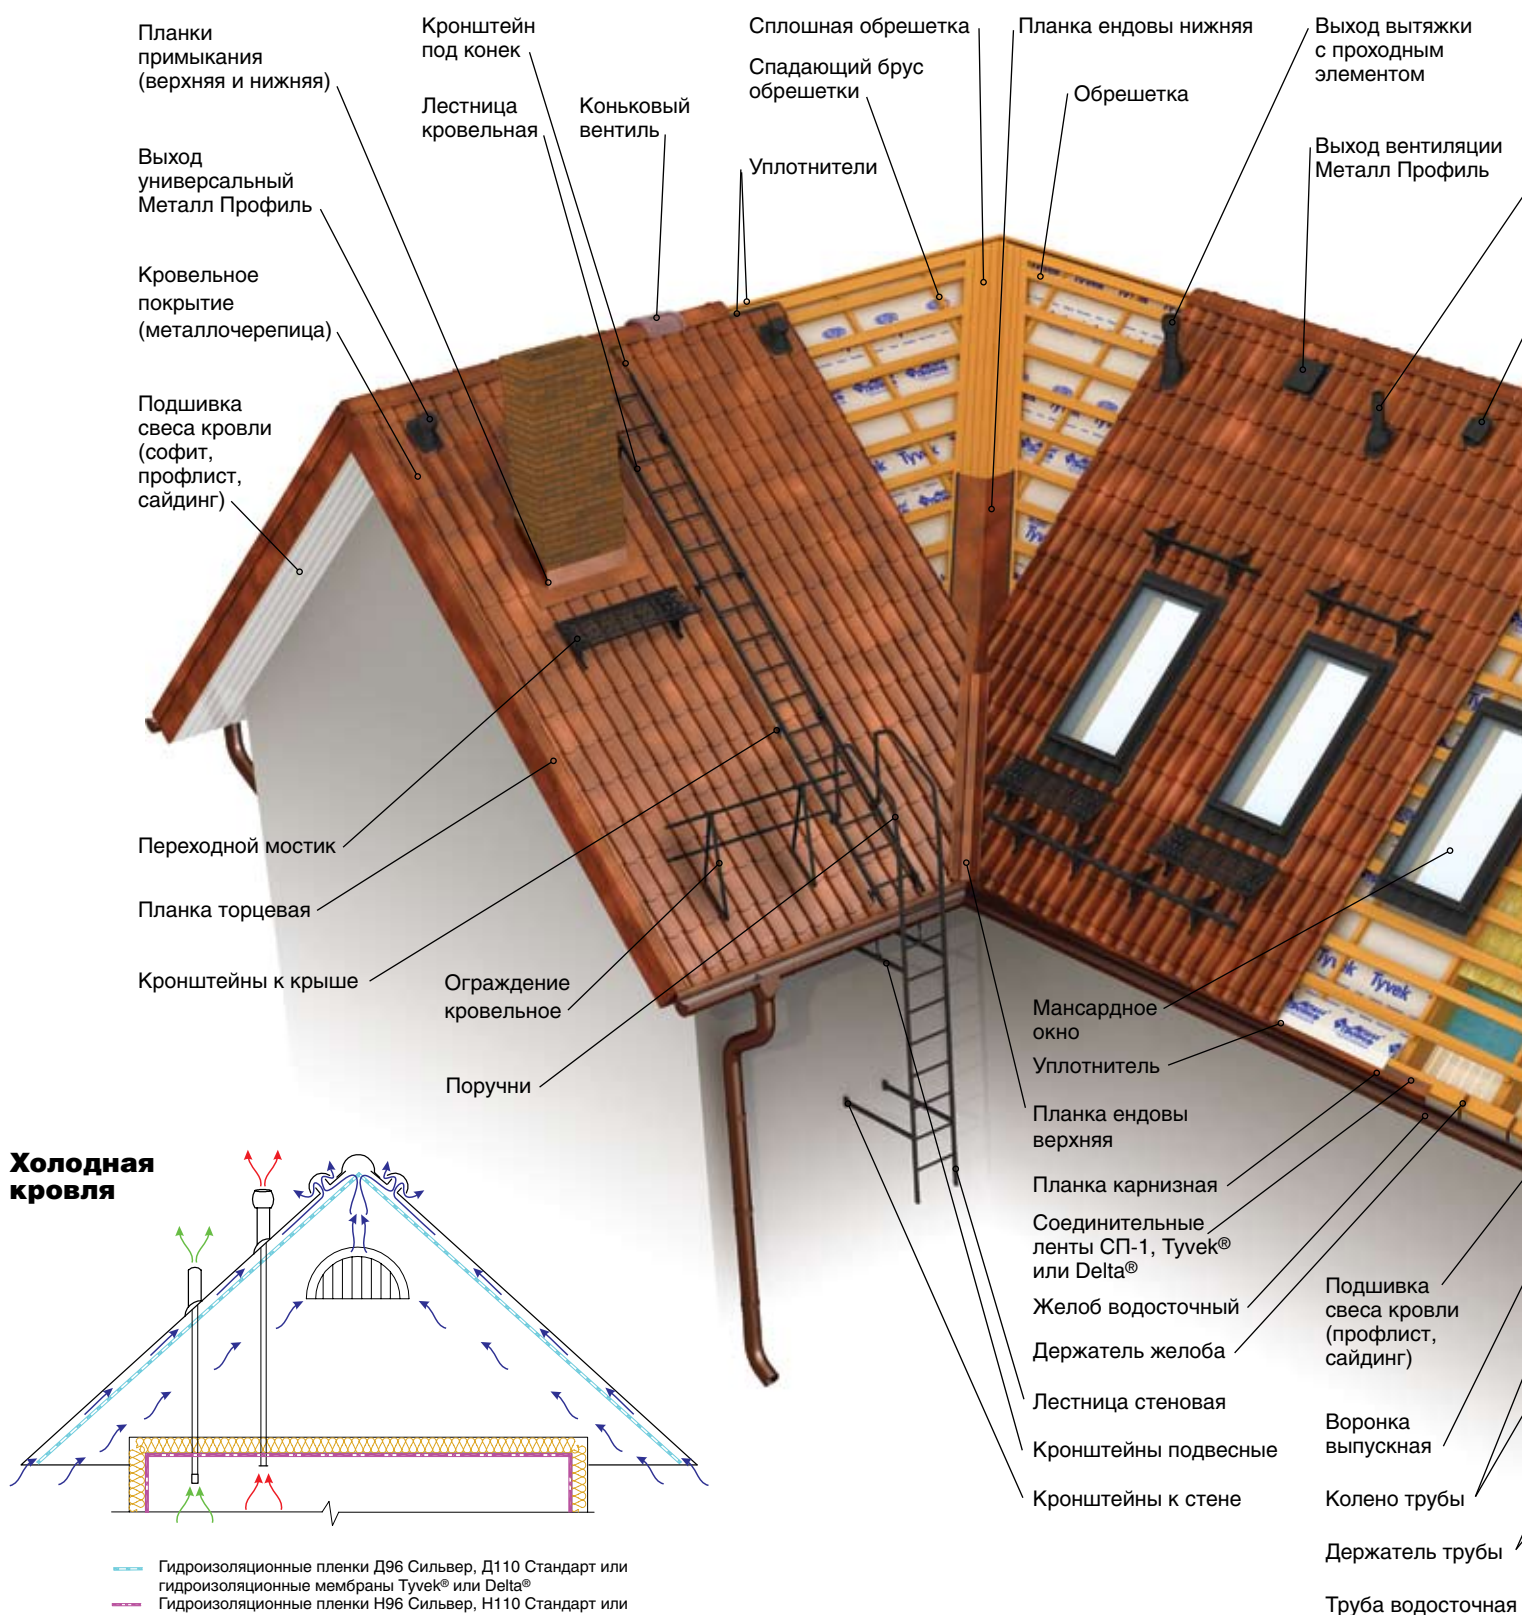 Планки
примыкания
(верхняя и нижняя)
Кронштейн
под конек
Сплошная обрешетка
Планка ендовы нижняя
Выход вытяжки
с проходным
элементом
Спадающий брус
обрешетки
Обрешетка
Лестница
кровельная
Коньковый
вентиль
Уплотнители
Выход вентиляции
Металл Профиль
Выход
универсальный
Металл Профиль
Кровельное
покрытие
(металлочерепица)
Подшивка
свеса кровли
(софит,
профлист,
сайдинг)
Tyvek
Tyvek
Переходной мостик
Планка торцевая
Кронштейны к крыше
Ограждение
кровельное
Поручни
Мансардное
окно
Уплотнитель
Планка ендовы
верхняя
Планка карнизная
Соединительные
ленты СП-1, Tyvek®
или Delta®
Желоб водосточный
Держатель желоба
Лестница стеновая
Кронштейны подвесные
Кронштейны к стене
Подшивка
свеса кровли
(профлист,
сайдинг)
Воронка
выпускная
Колено трубы
Держатель трубы
Труба водосточная
Холодная
кровля
Гидроизоляционные пленки Д96 Сильвер, Д110 Стандарт или
гидроизоляционные мембраны Tyvek® или Delta®
Гидроизоляционные пленки Н96 Сильвер, Н110 Стандарт или